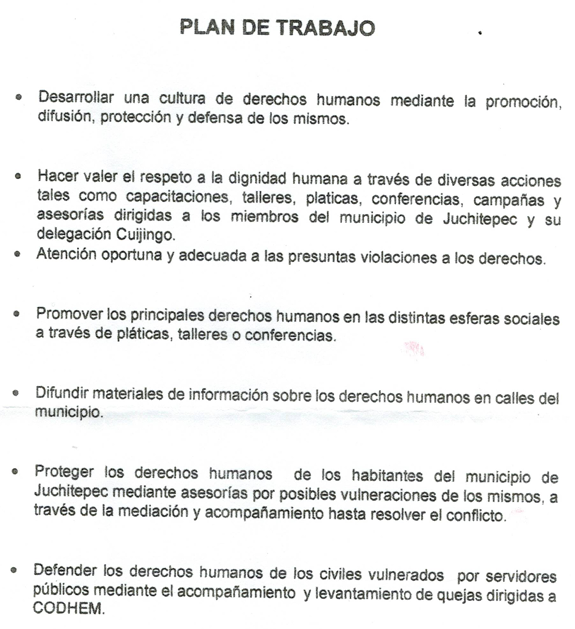 PLAN DE TRABAJO
• Desarrollar una cultura de derechos humanos mediante la promoción,
difusión, protección y defensa de los mismos.
• Hacer valer el respeto a la dignidad humana a través de diversas acciones
tales como capacitaciones, talleres, platicas, conferencias, campañas y
asesorías dirigidas a los miembros del municipio de Juchitepec y su
delegación Cuijingo.
• Atención oportuna y adecuada a las presuntas violaciones a los derechos.
• Promover los principales derechos humanos en las distintas esferas sociales
a través de pláticas, talleres o conferencias.
• Difundir materiales de información sobre los derechos humanos en calles del
municipio.
• Proteger los derechos humanos de los habitantes del municipio de
Juchitepec mediante asesorías por posibles vulneraciones de los mismos, a
través de la mediación y acompañamiento hasta resolver el conflicto.
• Defender los derechos humanos de los civiles vulnerados por servidores
públicos mediante el acompañamiento y levantamiento de quejas dirigidas a
CODHEM.